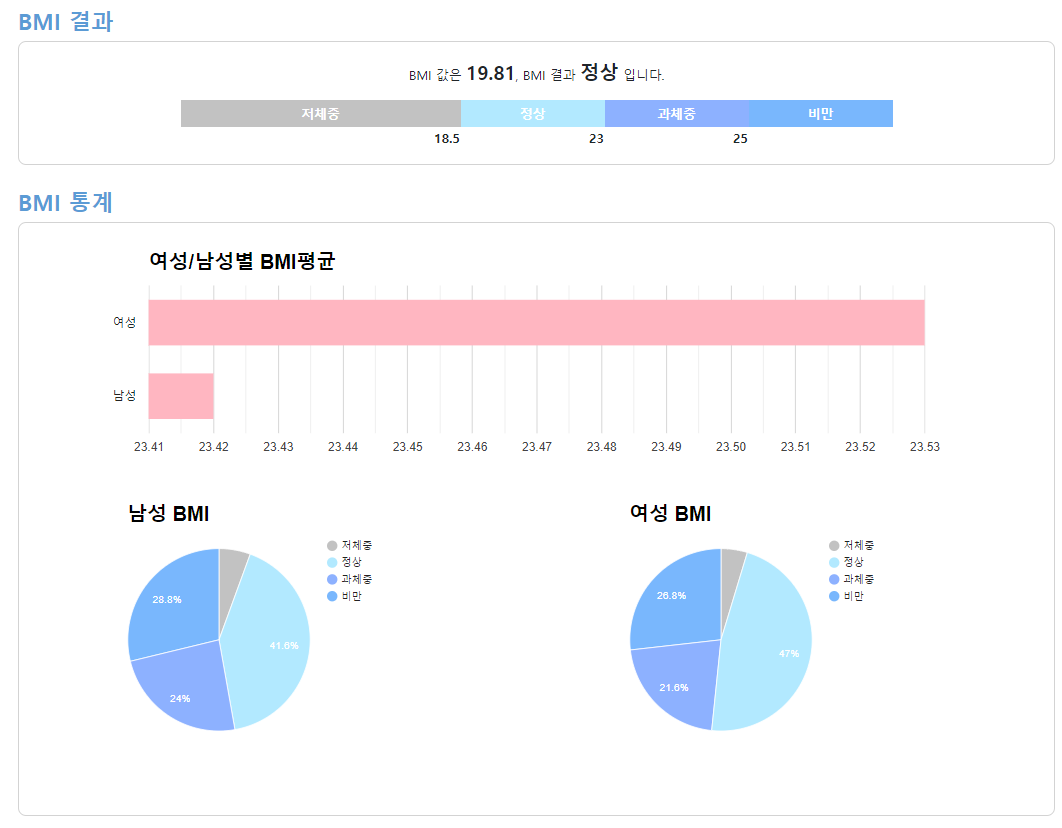 BMI 결과
BMI 값은 19.81, BMI 결과 정상 입니다.
저체중 정상 과체중 비만
18.5 23 25
BMI 통계
여성/남성별 BMI평균
여성
남성
23.41 23.42 23.43 23.44 23.45 23.46 23.47 23.48 23.49 23.50 23.51 23.52 23.53
남성 BMI
저체중
정상
과체중
비만
28.8%
41.6%
24%
여성 BMI
저체중
정상
과체중
비만
26.8%
47%
21.6%